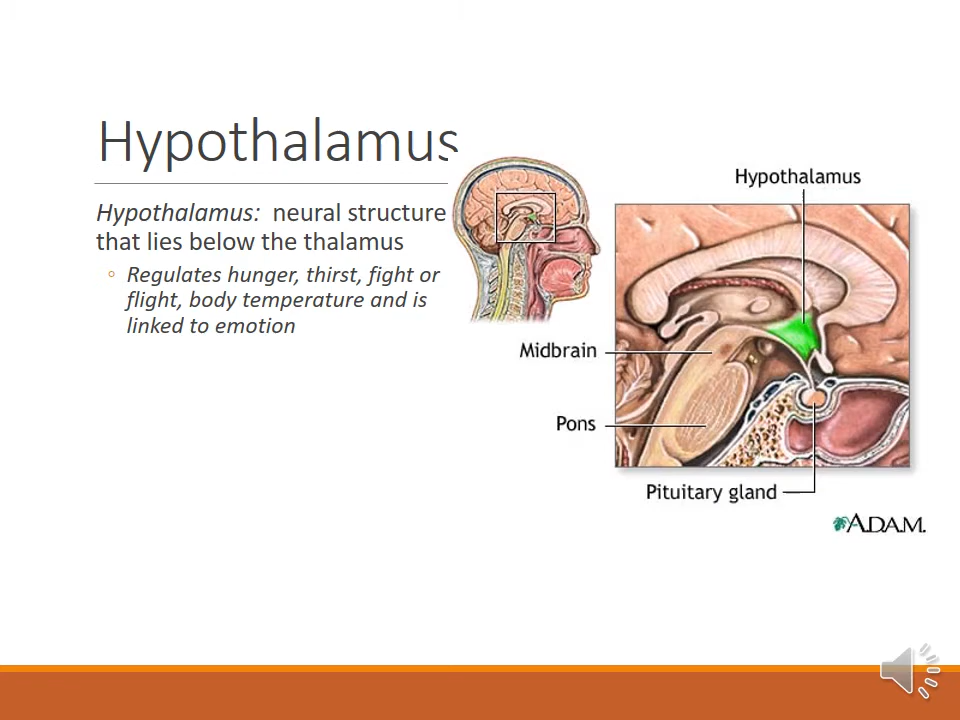 Hypothalamus
Hypothalamus:  neural structure
that lies below the thalamus
◦ Regulates hunger, thirst, fight or
flight, body temperature and is
linked to emotion
Hypothalamus
Midbrain
Pons
Pituitary gland
A.D.A.M.